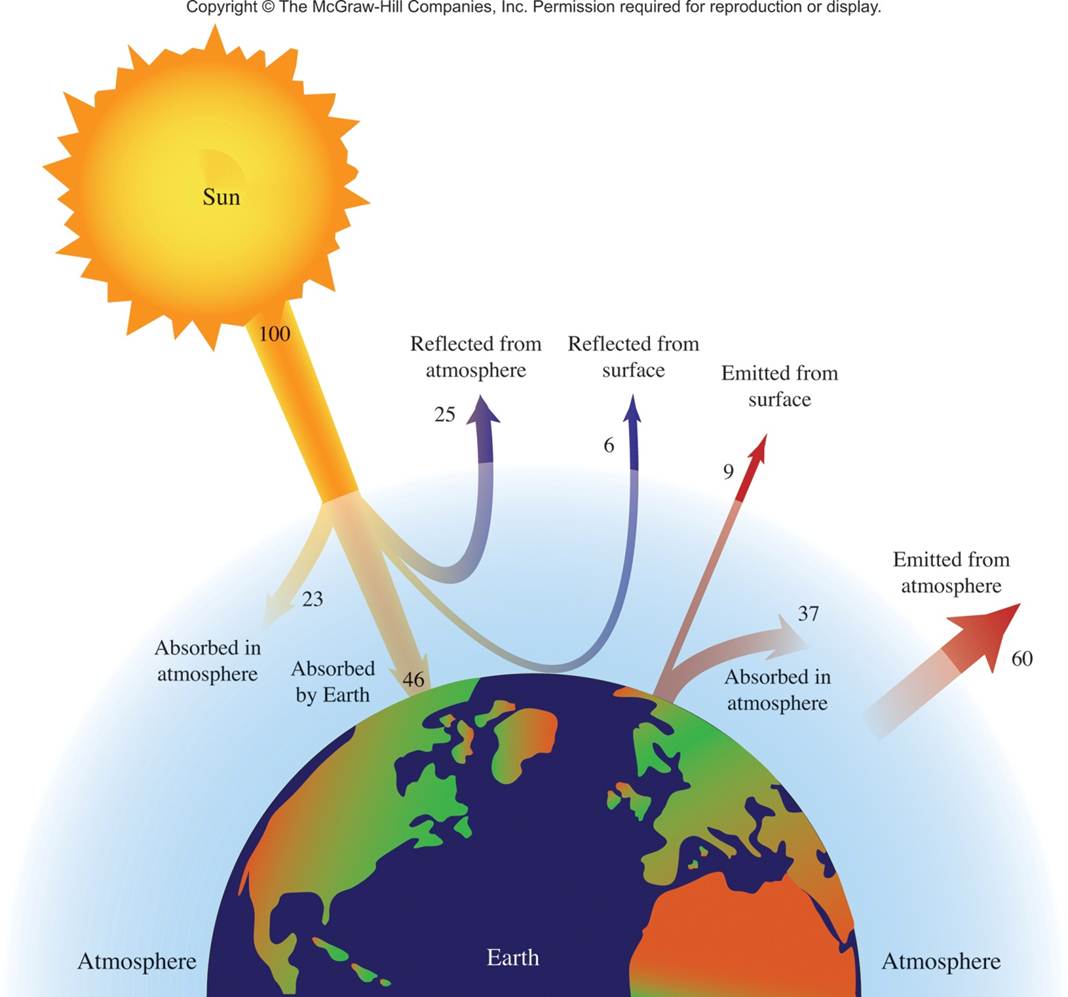 Copyright © The McGraw-Hill Companies, Inc. Permission required for reproduction or display.
Sun
100
Reflected from
atmosphere
25
Reflected from
surface
6
Emitted from
surface
9
Emitted from
atmosphere
60
23
Absorbed in
atmosphere
Absorbed
by Earth
46
37
Absorbed in
atmosphere
Atmosphere
Earth
Atmosphere